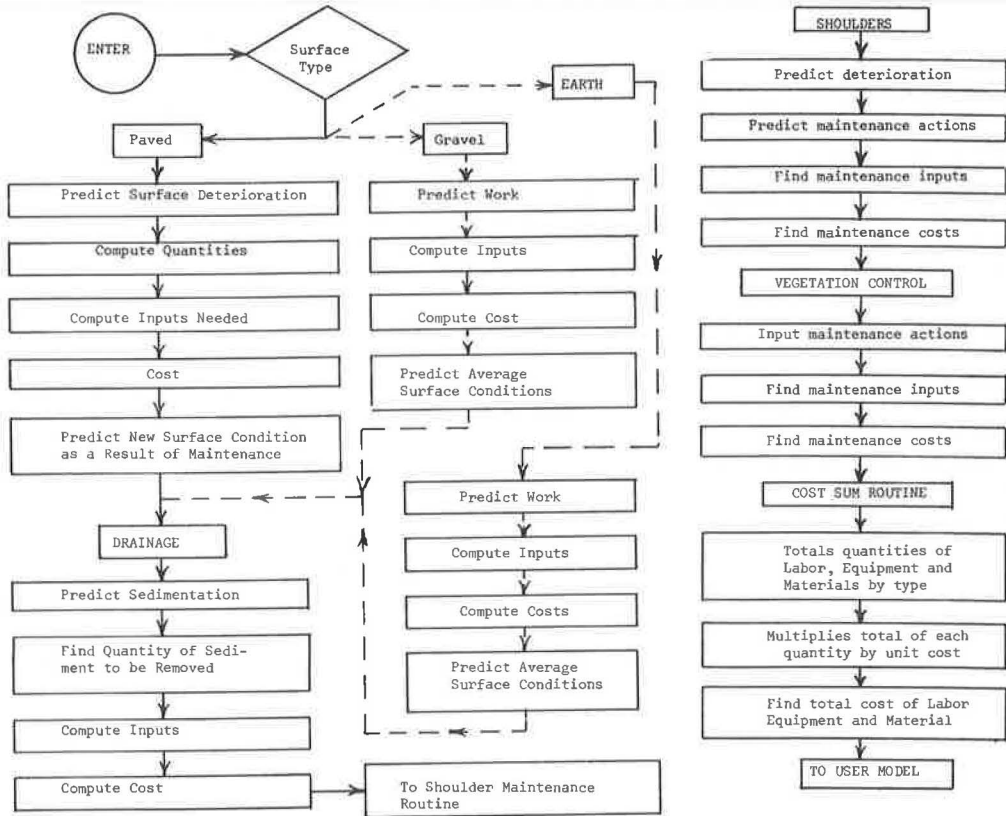 ENTER
Surface
Type
EARTH
Paved
Gravel
Predict Surface Deterioration
Compute Quantities
Compute Inputs Needed
Cost
Predict New Surface Condition
as a Result of Maintenance
Predict Work
Compute Inputs
Compute Cost
Predict Average
Surface Conditions
Predict Work
Compute Inputs
Compute Costs
Predict Average
Surface Conditions
DRAINAGE
Predict Sedimentation
Find Quantity of Sedi-
ment to be Removed
Compute Inputs
Compute Cost
To Shoulder Maintenance
Routine
SHOULDERS
Predict deterioration
Predict maintenance actions
Find maintenance inputs
Find maintenance costs
VEGETATION CONTROL
Input maintenance actions
Find maintenance inputs
Find maintenance costs
COST SUM ROUTINE
Totals quantities of
Labor, Equipment and
Materials by type
Multiplies total of each
quantity by unit cost
Find total cost of Labor
Equipment and Material
TO USER MODEL